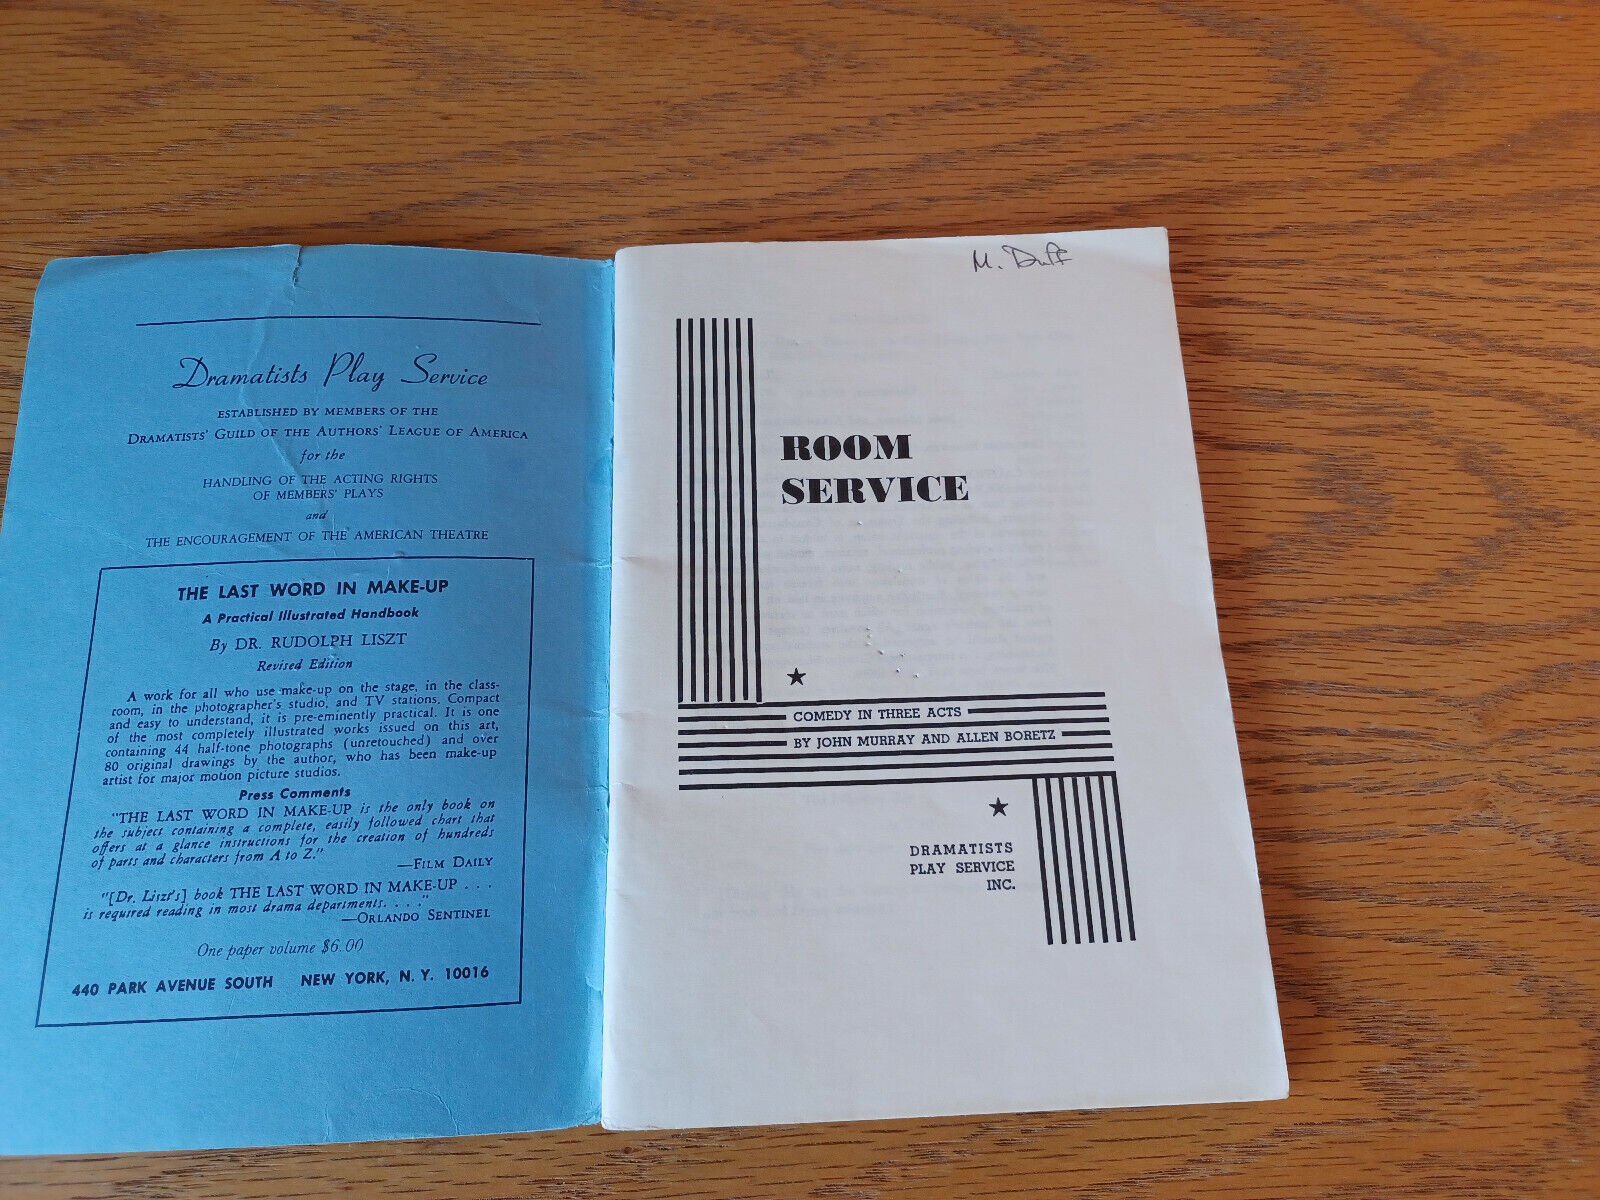 Dramatists Play Service
ESTABLISHED BY MEMBERS OF THE
DRAMATISTS' GUILD OF THE AUTHORS' LEAGUE OF AMERICA
for the
HANDLING OF THE ACTING RIGHTS
OF MEMBERS' PLAYS
and
THE ENCOURAGEMENT OF THE AMERICAN THEATRE
THE LAST WORD IN MAKE-UP
A Practical Illustrated Handbook
By DR. RUDOLPH LISZT
Revised Edition
A work for all who use make-up on the stage, in the class-
room, in the photographer's studio, and TV stations. Compact
and easy to understand, it is pre-eminently practical. It is one
of the most completely illustrated works issued on this art,
containing 44 half-tone photographs (unretouched) and over
80 original drawings by the author, who has been make-up
artist for major motion picture studios.
Press Comments
"THE LAST WORD IN MAKE-UP is the only book on
the subject containing a complete, easily followed chart that
offers at a glance instructions for the creation of hundreds
of parts and characters from A to Z."
—FILM DAILY
"[Dr. Liszt's] book THE LAST WORD IN MAKE-UP . . .
is required reading in most drama departments. . . ."
—ORLANDO SENTINEL
One paper volume $6.00
440 PARK AVENUE SOUTH NEW YORK, N. Y. 10016
M. Duff
ROOM
SERVICE
COMEDY IN THREE ACTS
BY JOHN MURRAY AND ALLEN BORETZ
DRAMATISTS
PLAY SERVICE
INC.